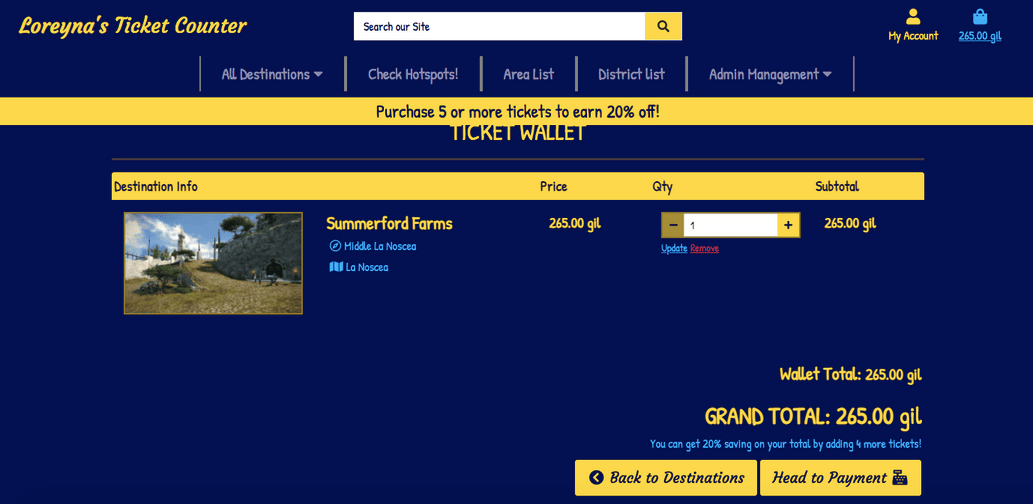 Loreyna's Ticket Counter
Search our Site
My Account
265.00 gil
All Destinations
Check Hotspots!
Area List
District list
Admin Management
Purchase 5 or more tickets to earn 20% off!
TICKET WALLET
Destination Info Price Qty Subtotal
Summerford Farms 265.00 gil 1 265.00 gil
Middle La Noscea
Update Remove
La Noscea
Wallet Total: 265.00 gil
GRAND TOTAL: 265.00 gil
You can get 20% saving on your total by adding 4 more tickets!
Back to Destinations
Head to Payment